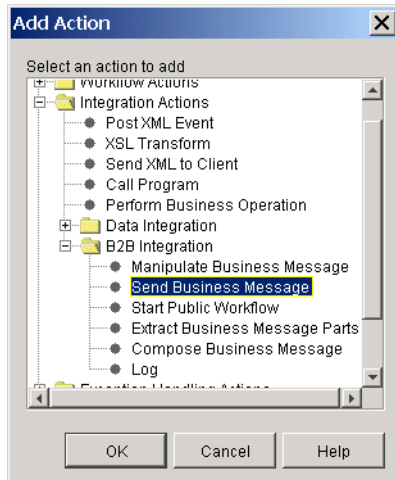 Add Action
Select an action to add
Workflow Actions
Integration Actions
Post XML Event
XSL Transform
Send XML to Client
Call Program
Perform Business Operation
Data Integration
B2B Integration
Manipulate Business Message
Send Business Message
Start Public Workflow
Extract Business Message Parts
Compose Business Message
Log
Exception Handling Actions
OK Cancel Help